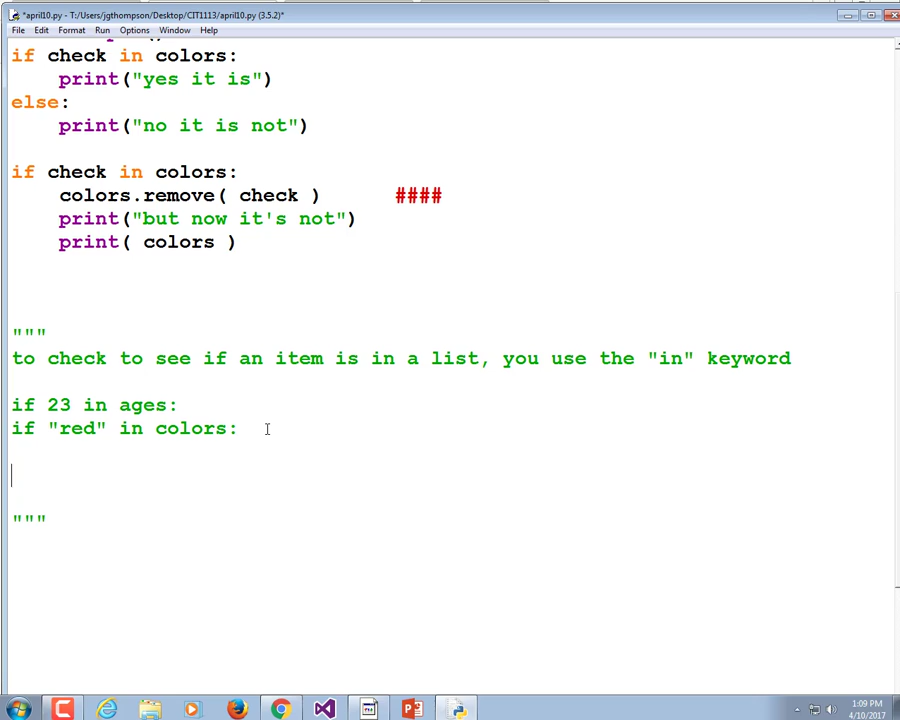 *april10.py - T:/Users/jgthompson/Desktop/CIT1113/april10.py (3.5.2)*
File Edit Format Run Options Window Help
if check in colors:
print("yes it is")
else:
print("no it is not")
if check in colors:
colors.remove( check ) ####
print("but now it's not")
print( colors )
"""
to check to see if an item is in a list, you use the "in" keyword
if 23 in ages:
if "red" in colors:
"""
1:09 PM
4/10/2017